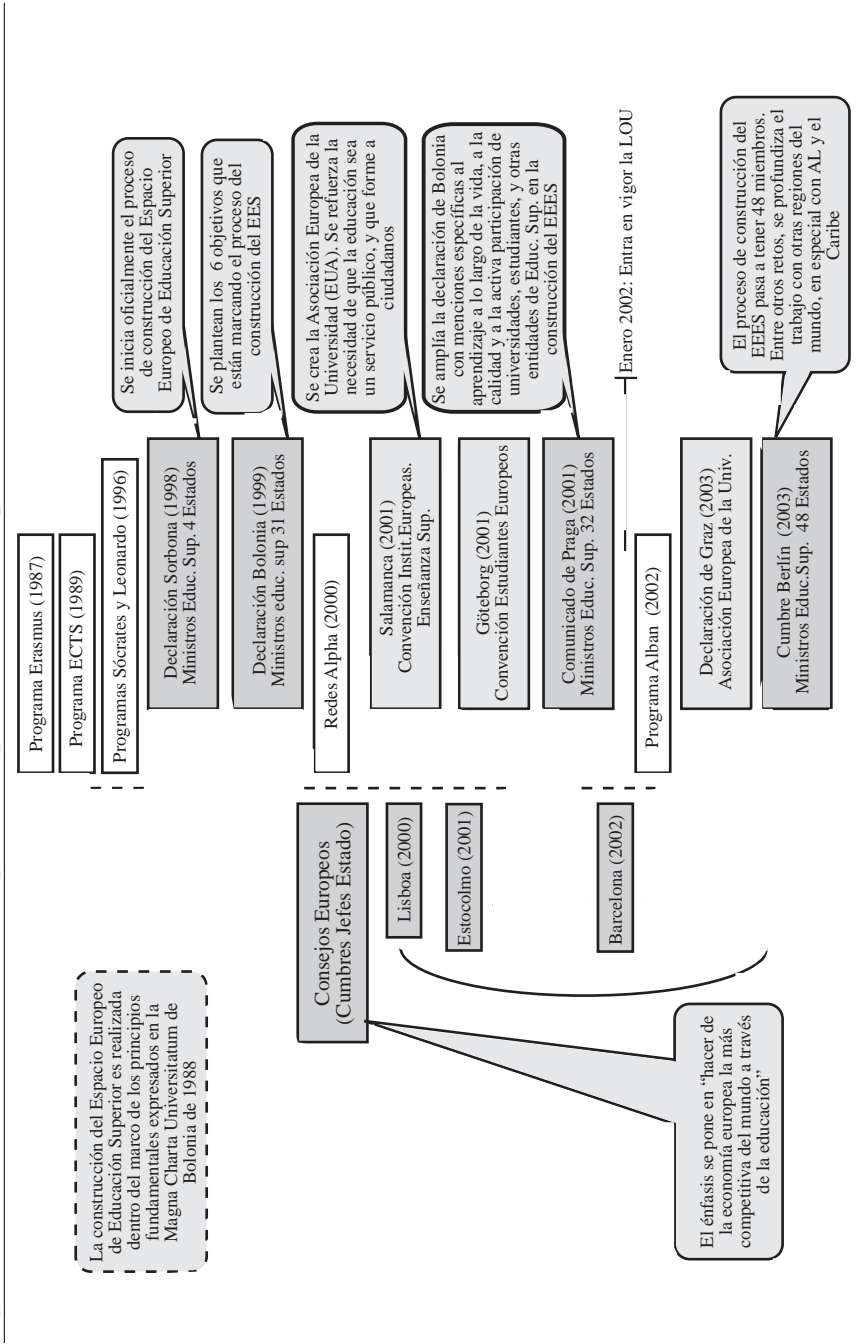 La construcción del Espacio Europeo
de Educación Superior es realizada
dentro del marco de los principios
fundamentales expresados en la
Magna Charta Universitatum de
Bolonia de 1988
Consejos Europeos
(Cumbres Jefes Estado)
Lisboa (2000)
Estocolmo (2001)
Barcelona (2002)
El énfasis se pone en “hacer de
la economía europea la más
competitiva del mundo a través
de la educación”
Programa Erasmus (1987)
Programa ECTS (1989)
Programas Sócrates y Leonardo (1996)
Declaración Sorbona (1998)
Ministros Educ. Sup. 4 Estados
Declaración Bolonia (1999)
Ministros educ. sup 31 Estados
Redes Alpha (2000)
Salamanca (2001)
Convención Instit.Europeas.
Enseñanza Sup.
Göteborg (2001)
Convención Estudiantes Europeos
Comunicado de Praga (2001)
Ministros Educ. Sup. 32 Estados
Programa Alban (2002)
Declaración de Graz (2003)
Asociación Europea de la Univ.
Cumbre Berlín (2003)
Ministros Educ.Sup. 48 Estados
Se inicia oficialmente el proceso
de construcción del Espacio
Europeo de Educación Superior
Se plantean los 6 objetivos que
están marcando el proceso del
construcción del EES
Se crea la Asociación Europea de la
Universidad (EUA). Se refuerza la
necesidad de que la educación sea
un servicio público, y que forme a
ciudadanos
Se amplía la declaración de Bolonia
con menciones específicas al
aprendizaje a lo largo de la vida, a la
calidad y a la activa participación de
universidades, estudiantes, y otras
entidades de Educ. Sup. en la
construcción del EEES
Enero 2002: Entra en vigor la LOU
El proceso de construcción del
EEES pasa a tener 48 miembros.
Entre otros retos, se profundiza el
trabajo con otras regiones del
mundo, en especial con AL y el
Caribe